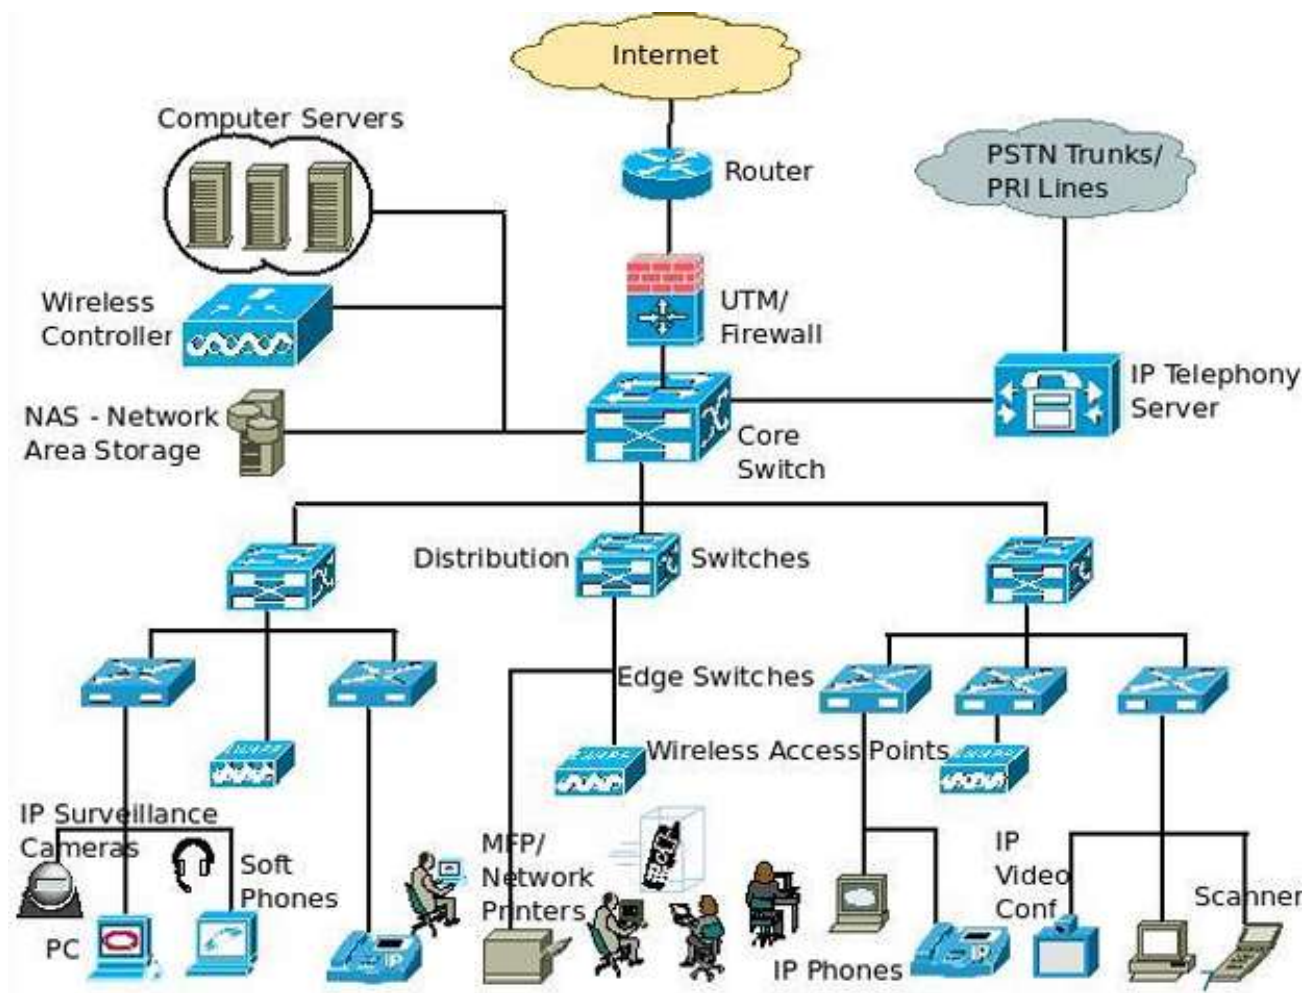 Internet
Computer Servers
Router
PSTN Trunks/
PRI Lines
Wireless
Controller
UTM/
Firewall
NAS - Network
Area Storage
Core
Switch
IP Telephony
Server
Distribution
Switches
Edge Switches
Wireless Access Points
IP Surveillance
Cameras
Soft
Phones
PC
MFP/
Network
Printers
IP Phones
IP
Video
Conf
Scanner
IP
IP